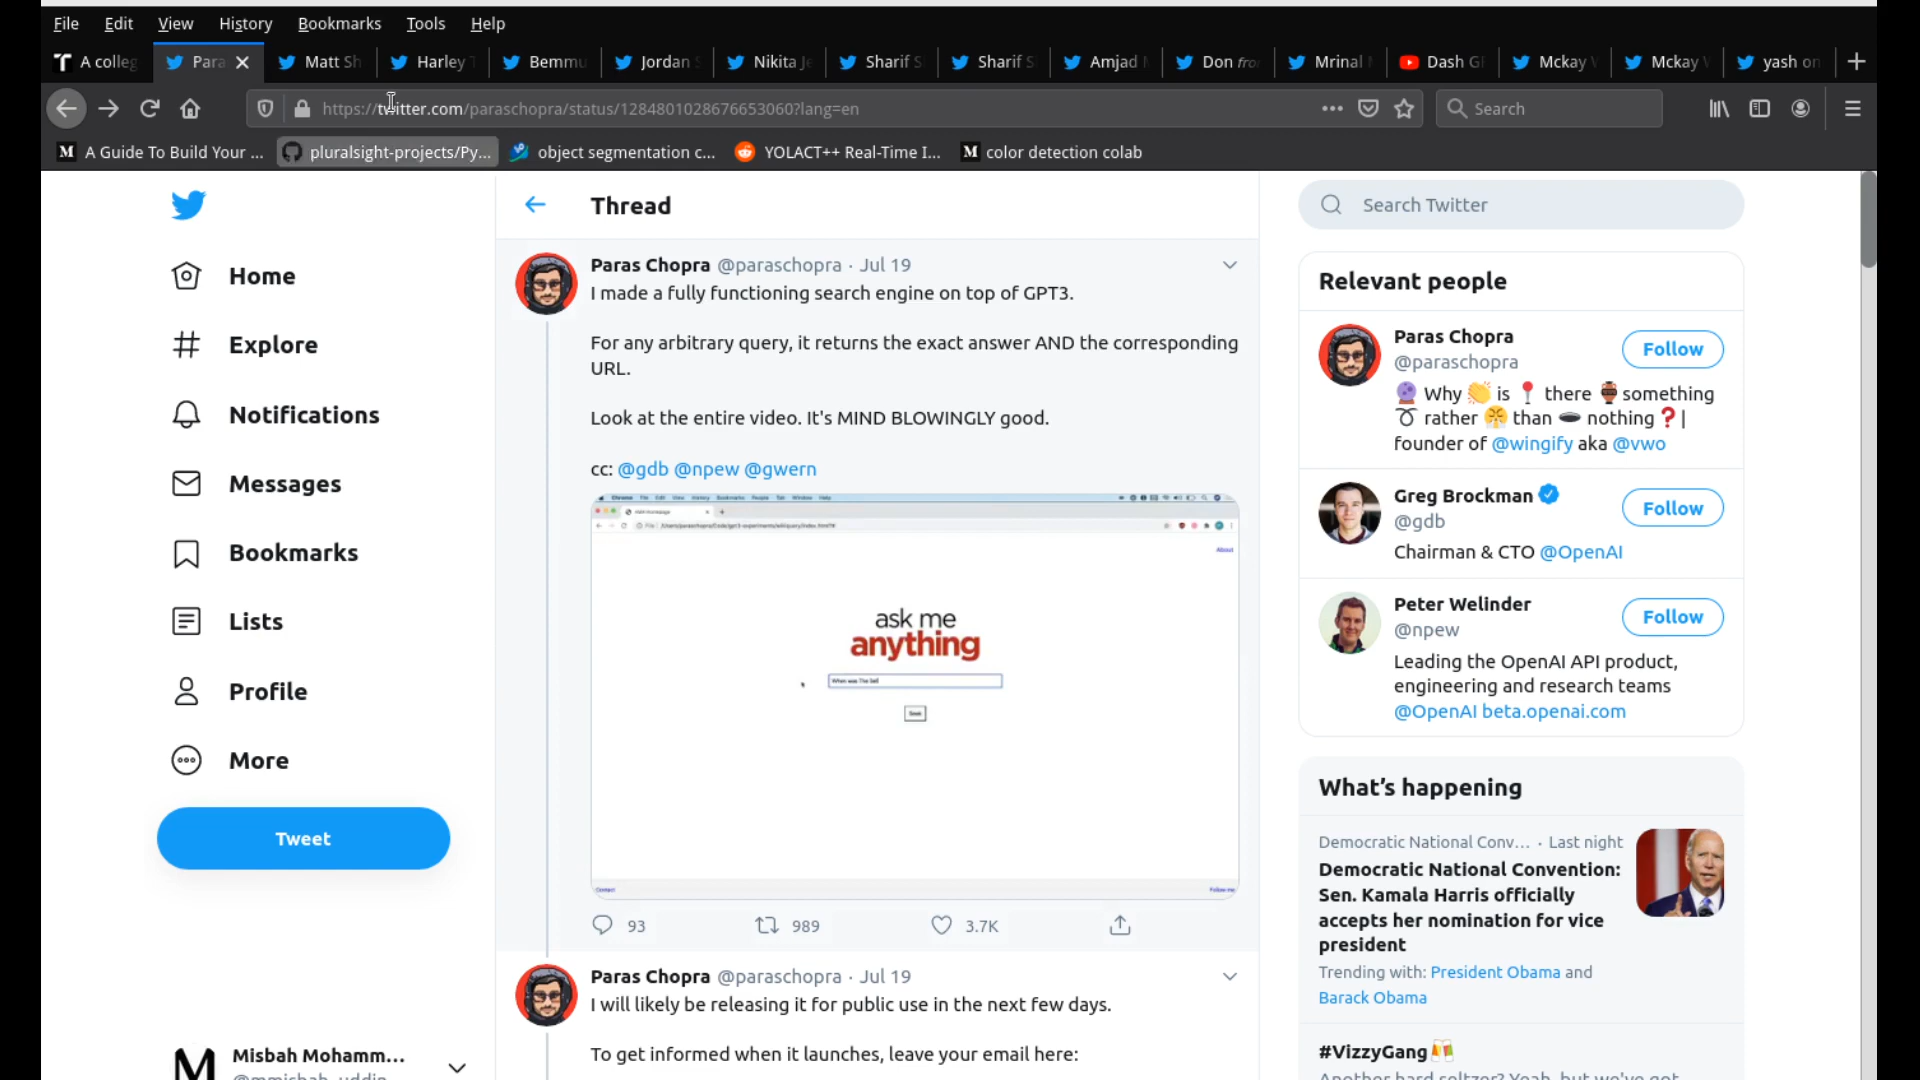 File Edit View History Bookmarks Tools Help
A colleg Para Matt Sh Harley Bemmu Jordan Nikita Je Sharif S Sharif S Amjad Don fro Mrinal Dash G Mckay Mckay yash on
https://twitter.com/paraschopra/status/1284801028676653060?lang=en
Search
A Guide To Build Your ...
pluralsight-projects/Py...
object segmentation c...
YOLACT++ Real-Time I...
color detection colab
Home
Explore
Notifications
Messages
Bookmarks
Lists
Profile
More
Tweet
Misbah Mohamm...
Thread
Paras Chopra @paraschopra · Jul 19
I made a fully functioning search engine on top of GPT3.
For any arbitrary query, it returns the exact answer AND the corresponding
URL.
Look at the entire video. It's MIND BLOWINGLY good.
cc: @gdb @npew @gwern
About
ask me
anything
When was The Sel
Connect
Follow me
93 989 3.7K
Paras Chopra @paraschopra · Jul 19
I will likely be releasing it for public use in the next few days.
To get informed when it launches, leave your email here:
Search Twitter
Relevant people
Paras Chopra
@paraschopra
Follow
🔮 Why 👏 is 📍 there 🏺 something
➰ rather 😤 than 🕳 nothing ❓|
founder of @wingify aka @vwo
Greg Brockman
@gdb
Follow
Chairman & CTO @OpenAI
Peter Welinder
@npew
Follow
Leading the OpenAI API product,
engineering and research teams
@OpenAI beta.openai.com
What's happening
Democratic National Conv... · Last night
Democratic National Convention:
Sen. Kamala Harris officially
accepts her nomination for vice
president
Trending with: President Obama and
Barack Obama
#VizzyGang